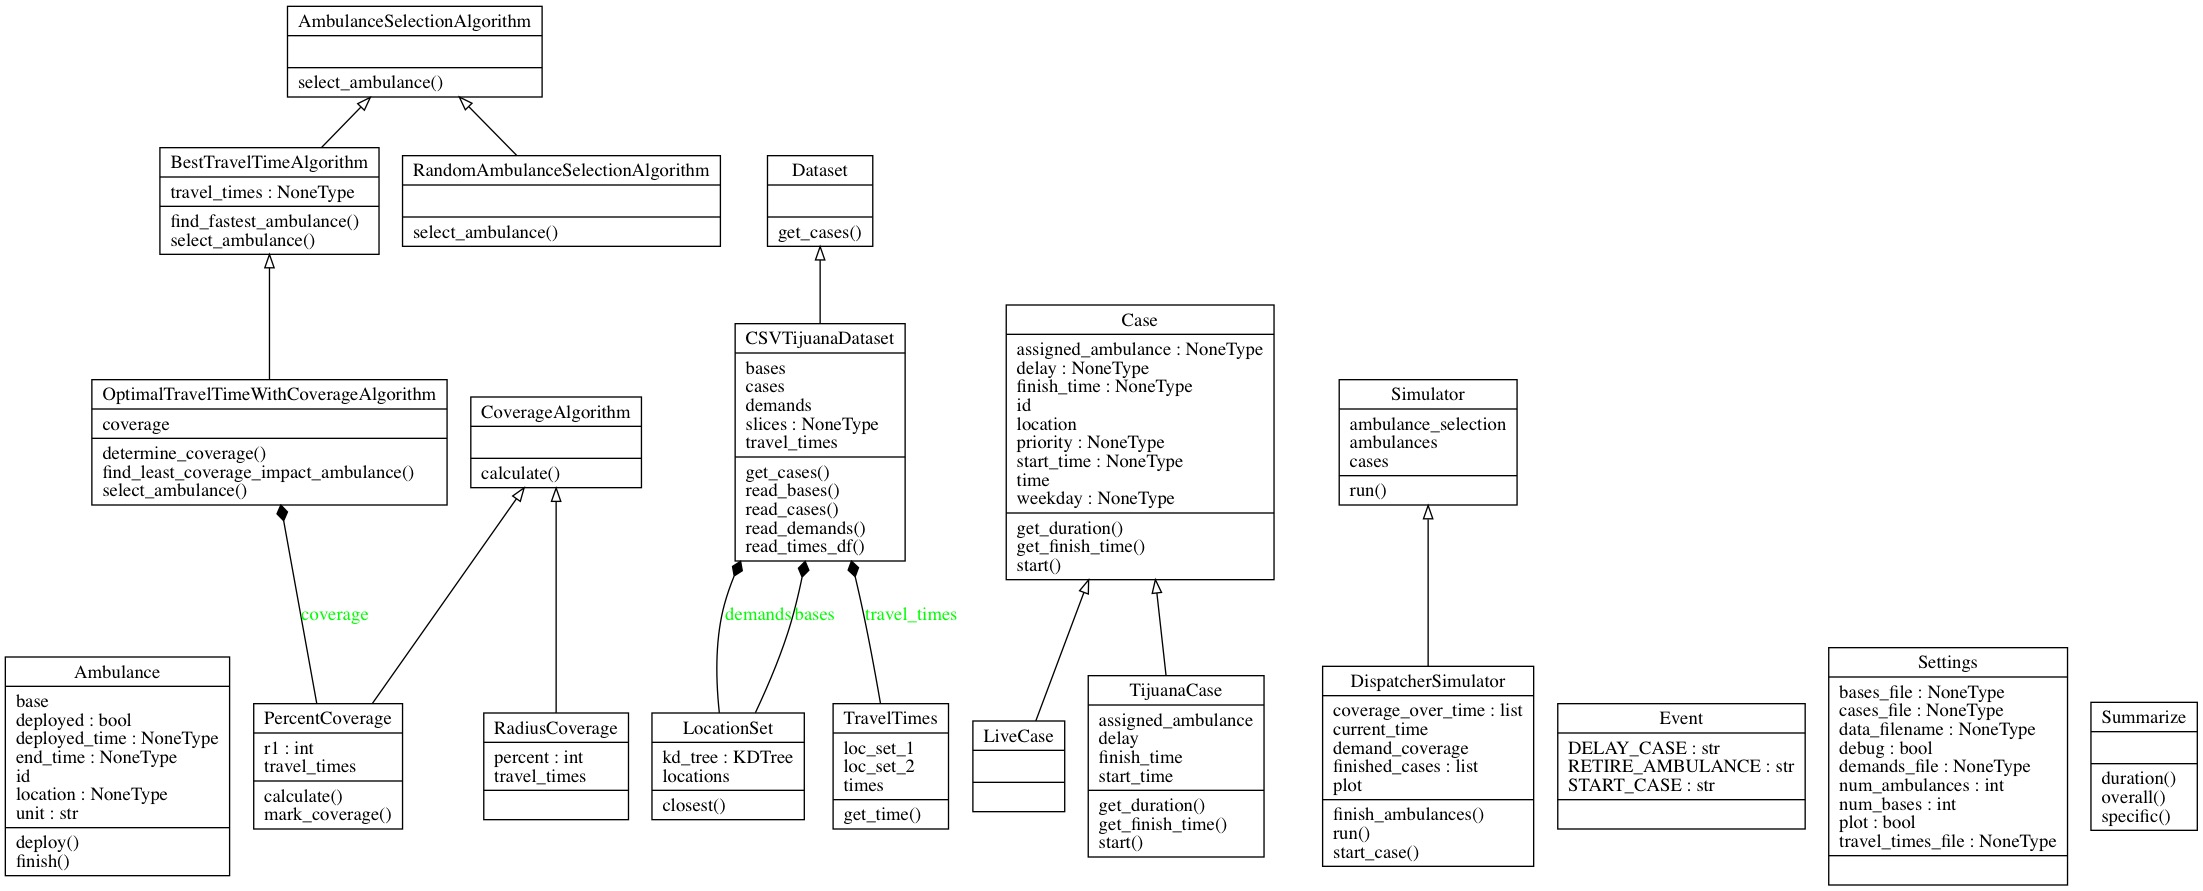 AmbulanceSelectionAlgorithm
select_ambulance()
BestTravelTimeAlgorithm
travel_times : NoneType
find_fastest_ambulance()
select_ambulance()
RandomAmbulanceSelectionAlgorithm
select_ambulance()
Dataset
get_cases()
OptimalTravelTimeWithCoverageAlgorithm
coverage
determine_coverage()
find_least_coverage_impact_ambulance()
select_ambulance()
CoverageAlgorithm
calculate()
CSVTijuanaDataset
bases
cases
demands
slices : NoneType
travel_times
get_cases()
read_bases()
read_cases()
read_demands()
read_times_df()
Case
assigned_ambulance : NoneType
delay : NoneType
finish_time : NoneType
id
location
priority : NoneType
start_time : NoneType
time
weekday : NoneType
get_duration()
get_finish_time()
start()
Simulator
ambulance_selection
ambulances
cases
run()
coverage
demands
bases
travel_times
Ambulance
base
deployed : bool
deployed_time : NoneType
end_time : NoneType
id
location : NoneType
unit : str
deploy()
finish()
PercentCoverage
r1 : int
travel_times
calculate()
mark_coverage()
RadiusCoverage
percent : int
travel_times
LocationSet
kd_tree : KDTree
locations
closest()
TravelTimes
loc_set_1
loc_set_2
times
get_time()
LiveCase
TijuanaCase
assigned_ambulance
delay
finish_time
start_time
get_duration()
get_finish_time()
start()
DispatcherSimulator
coverage_over_time : list
current_time
demand_coverage
finished_cases : list
plot
finish_ambulances()
run()
start_case()
Event
DELAY_CASE : str
RETIRE_AMBULANCE : str
START_CASE : str
Settings
bases_file : NoneType
cases_file : NoneType
data_filename : NoneType
debug : bool
demands_file : NoneType
num_ambulances : int
num_bases : int
plot : bool
travel_times_file : NoneType
Summarize
duration()
overall()
specific()